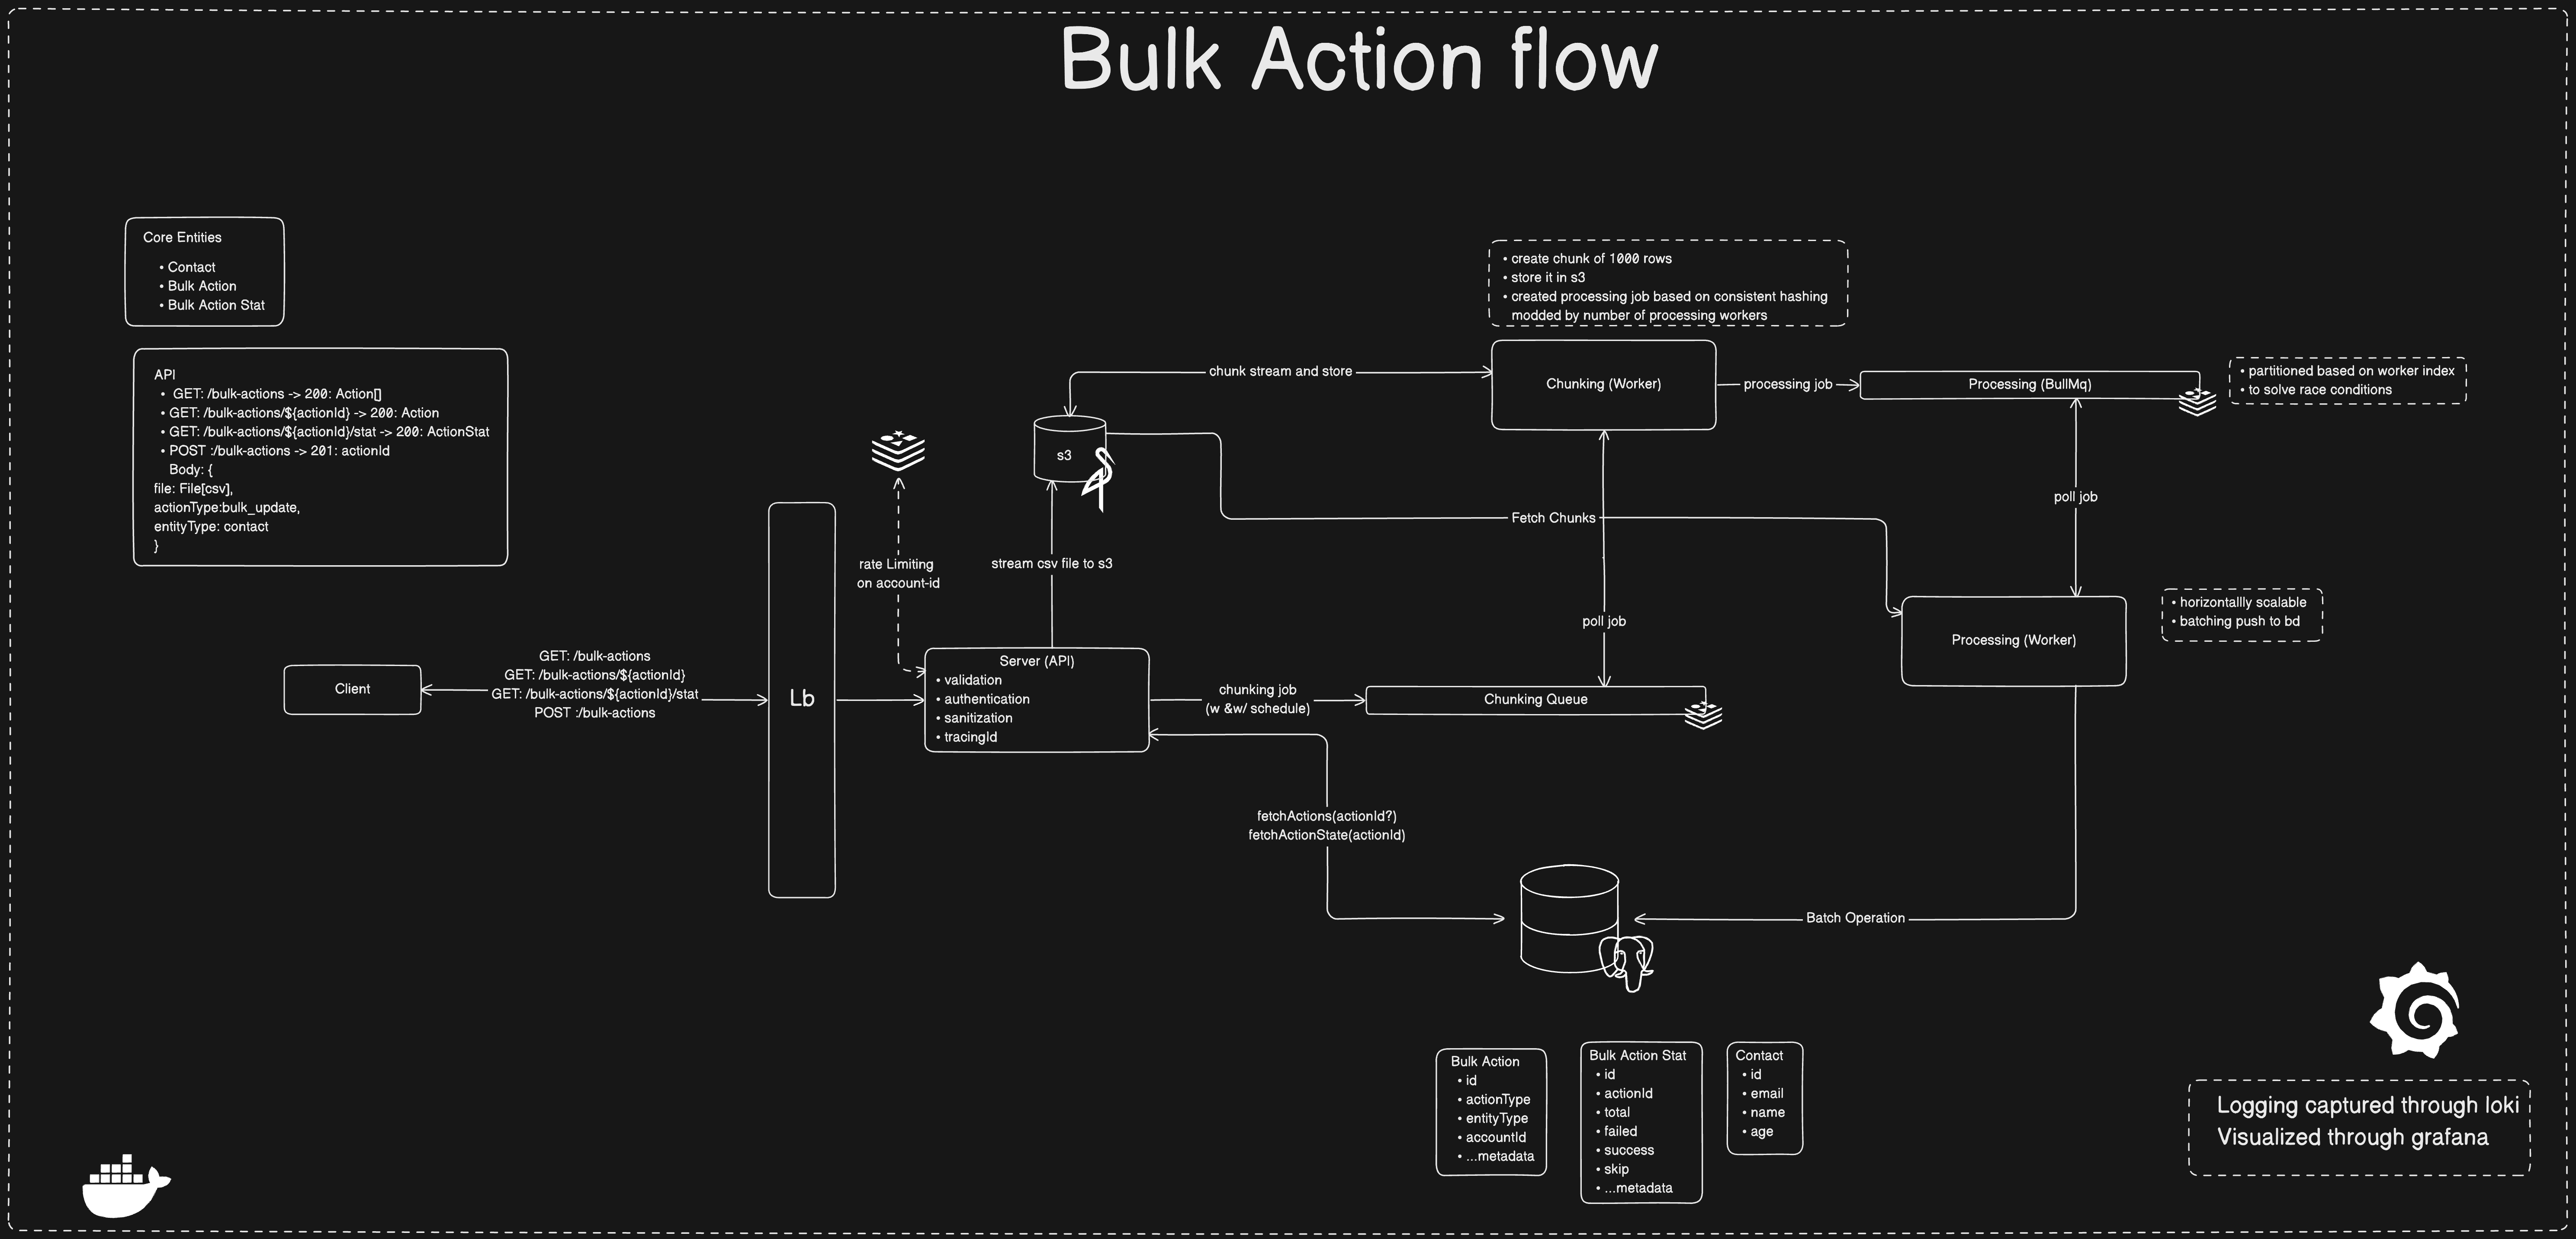 Bulk Action flow
Core Entities
• Contact
• Bulk Action
• Bulk Action Stat
API
• GET: /bulk-actions -> 200: Action[]
• GET: /bulk-actions/${actionId} -> 200: Action
• GET: /bulk-actions/${actionId}/stat -> 200: ActionStat
• POST :/bulk-actions -> 201: actionId
Body: {
file: File[csv],
actionType:bulk_update,
entityType: contact
}
Client
GET: /bulk-actions
GET: /bulk-actions/${actionId}
GET: /bulk-actions/${actionId}/stat
POST :/bulk-actions
Lb
rate Limiting
on account-id
s3
stream csv file to s3
Server (API)
• validation
• authentication
• sanitization
• tracingId
chunk stream and store
• create chunk of 1000 rows
• store it in s3
• created processing job based on consistent hashing
modded by number of processing workers
Chunking (Worker)
processing job
Processing (BullMq)
• partitioned based on worker index
• to solve race conditions
Fetch Chunks
poll job
poll job
chunking job
(w &w/ schedule)
Chunking Queue
Processing (Worker)
• horizontallly scalable
• batching push to bd
fetchActions(actionId?)
fetchActionState(actionId)
Batch Operation
Bulk Action
• id
• actionType
• entityType
• accountId
• ...metadata
Bulk Action Stat
• id
• actionId
• total
• failed
• success
• skip
• ...metadata
Contact
• id
• email
• name
• age
Logging captured through loki
Visualized through grafana